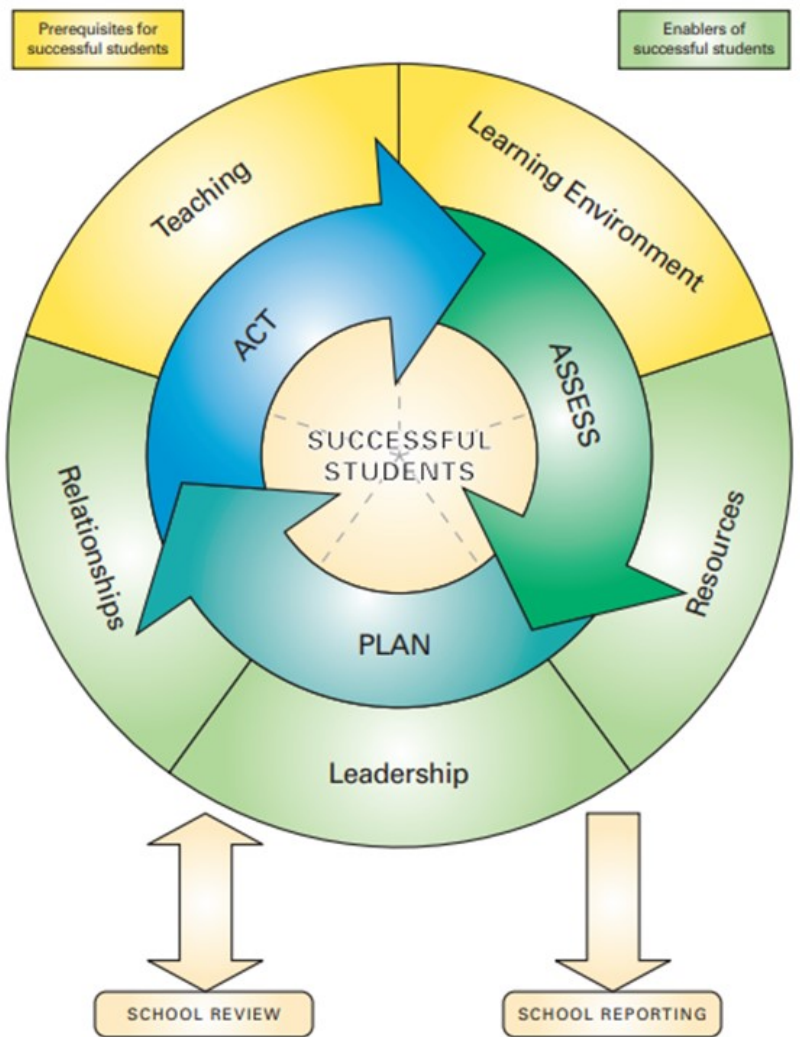 Prerequisites for
successful students
Enablers of
successful students
Teaching
Learning Environment
ACT
ASSESS
SUCCESSFUL
STUDENTS
Relationships
Resources
PLAN
Leadership
SCHOOL REVIEW
SCHOOL REPORTING